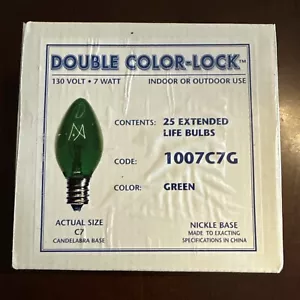 DOUBLE COLOR-LOCK™
130 VOLT • 7 WATT
INDOOR OR OUTDOOR USE
CONTENTS: 25 EXTENDED
LIFE BULBS
CODE: 1007C7G
COLOR: GREEN
ACTUAL SIZE
C7
CANDELABRA BASE
NICKLE BASE
MADE TO EXACTING
SPECIFICATIONS IN CHINA